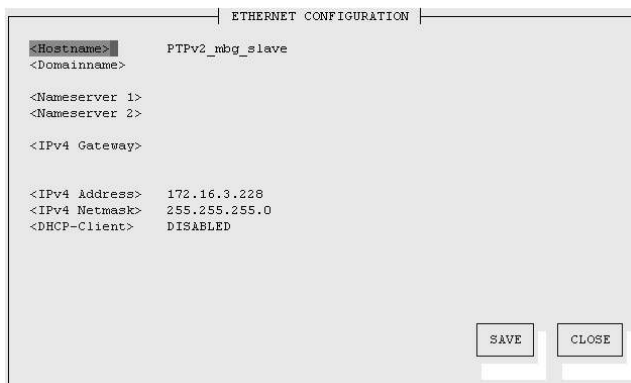 ETHERNET CONFIGURATION
<Hostname> PTPv2_mbg_slave
<Domainname>
<Nameserver 1>
<Nameserver 2>
<IPv4 Gateway>
<IPv4 Address> 172.16.3.228
<IPv4 Netmask> 255.255.255.0
<DHCP-Client> DISABLED
SAVE CLOSE